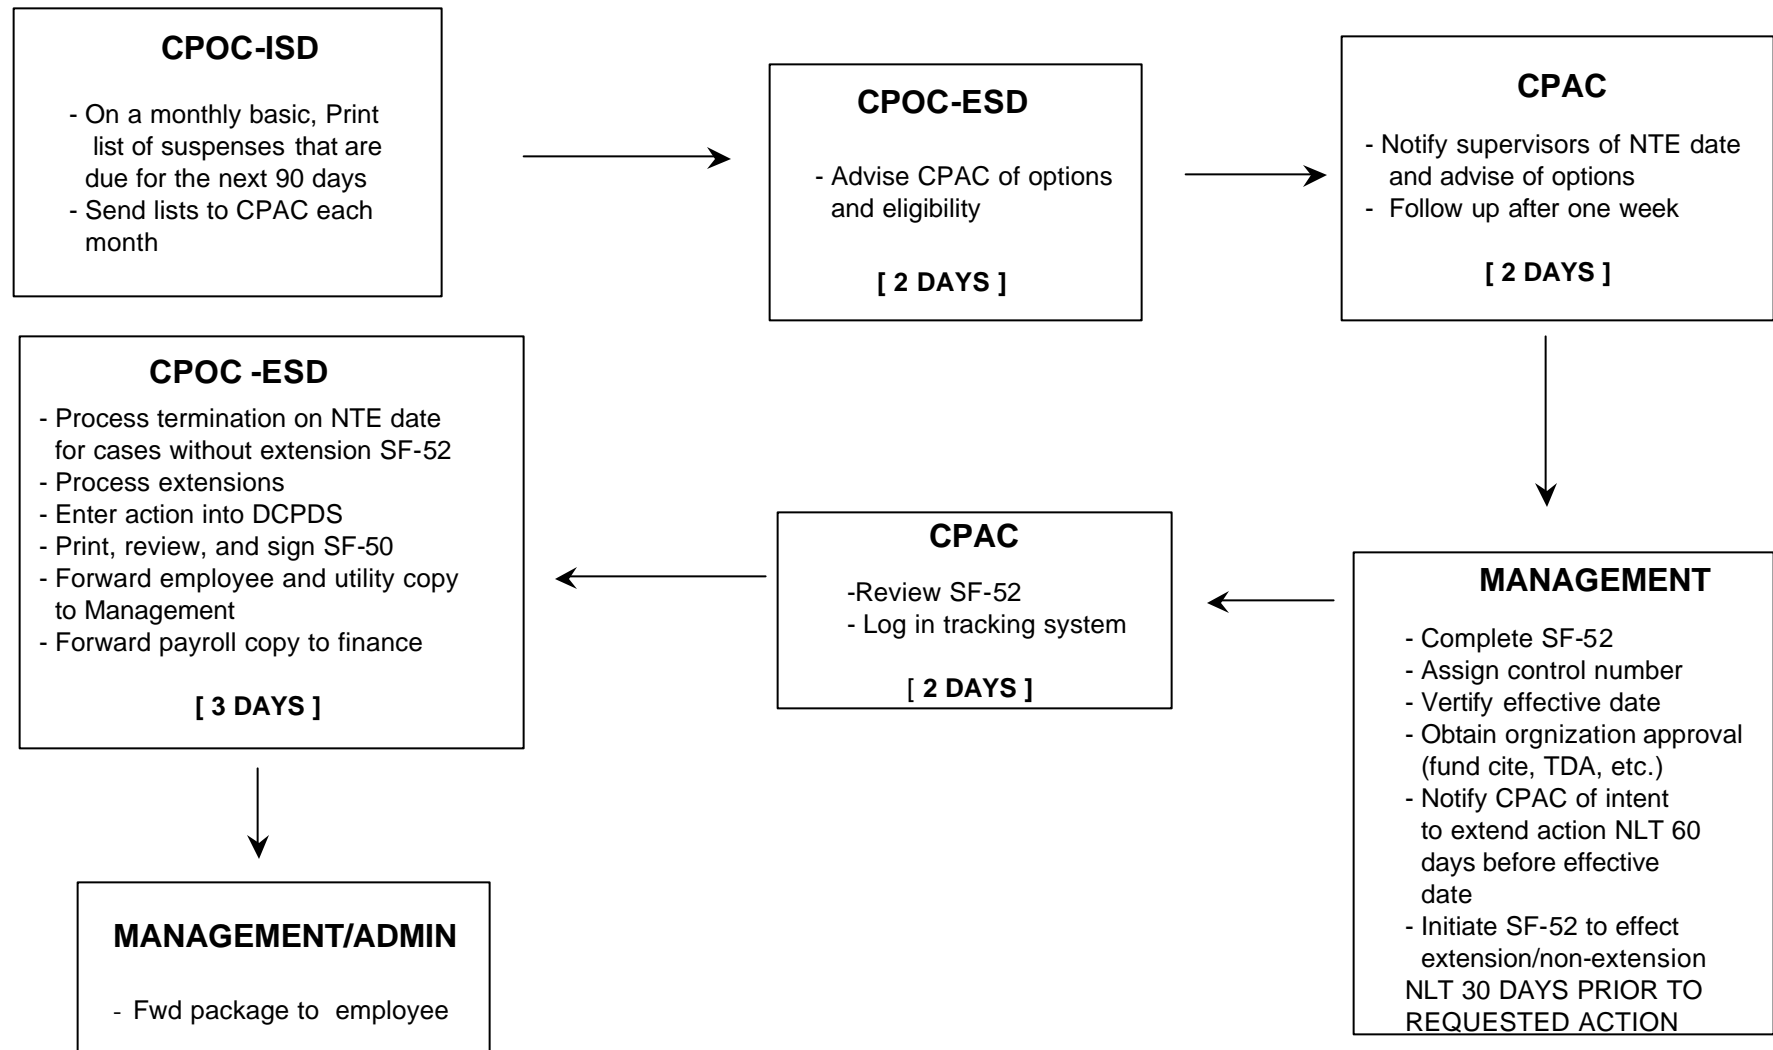 CPOC-ISD
- On a monthly basic, Print
list of suspenses that are
due for the next 90 days
- Send lists to CPAC each
month
CPOC-ESD
- Advise CPAC of options
and eligibility
[ 2 DAYS ]
CPAC
- Notify supervisors of NTE date
and advise of options
- Follow up after one week
[ 2 DAYS ]
MANAGEMENT
- Complete SF-52
- Assign control number
- Vertify effective date
- Obtain orgnization approval
(fund cite, TDA, etc.)
- Notify CPAC of intent
to extend action NLT 60
days before effective
date
- Initiate SF-52 to effect
extension/non-extension
NLT 30 DAYS PRIOR TO
REQUESTED ACTION
CPAC
-Review SF-52
- Log in tracking system
[ 2 DAYS ]
CPOC -ESD
- Process termination on NTE date
for cases without extension SF-52
- Process extensions
- Enter action into DCPDS
- Print, review, and sign SF-50
- Forward employee and utility copy
to Management
- Forward payroll copy to finance
[ 3 DAYS ]
MANAGEMENT/ADMIN
- Fwd package to employee